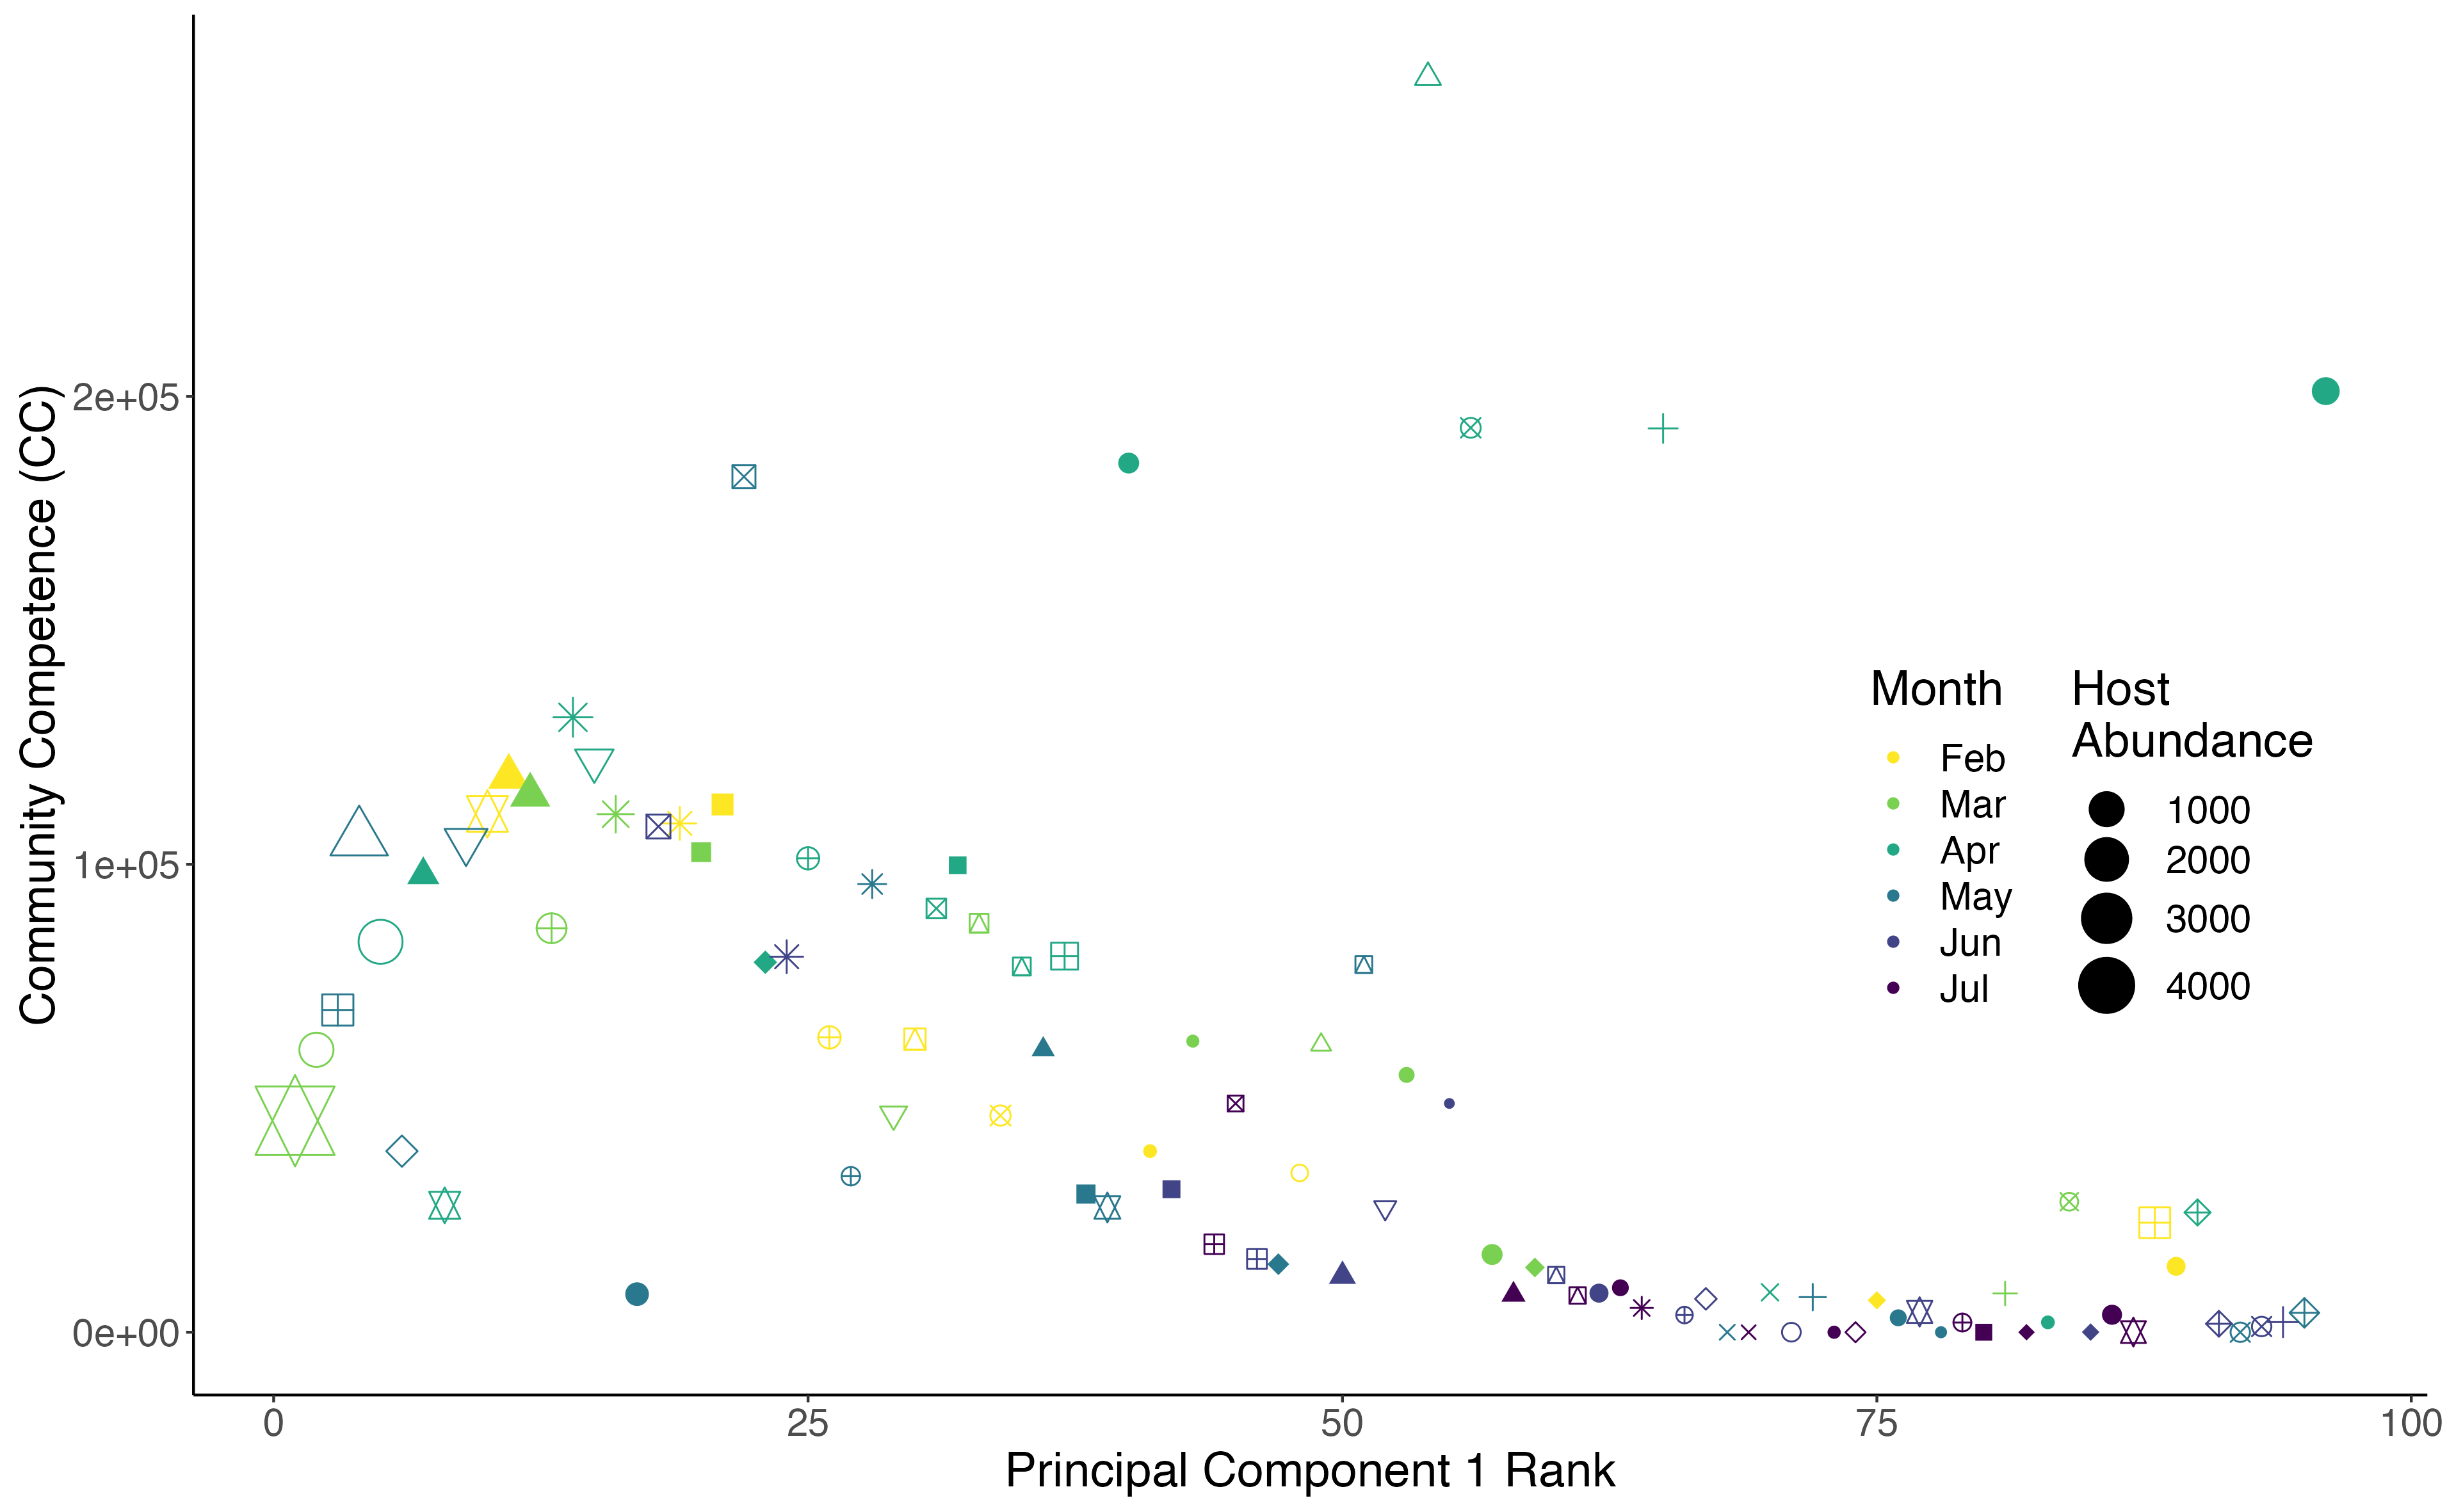 Community Competence (CC)
2e+05
1e+05
0e+00
0
25
50
75
100
Principal Component 1 Rank
Month
Feb
Mar
Apr
May
Jun
Jul
Host
Abundance
1000
2000
3000
4000